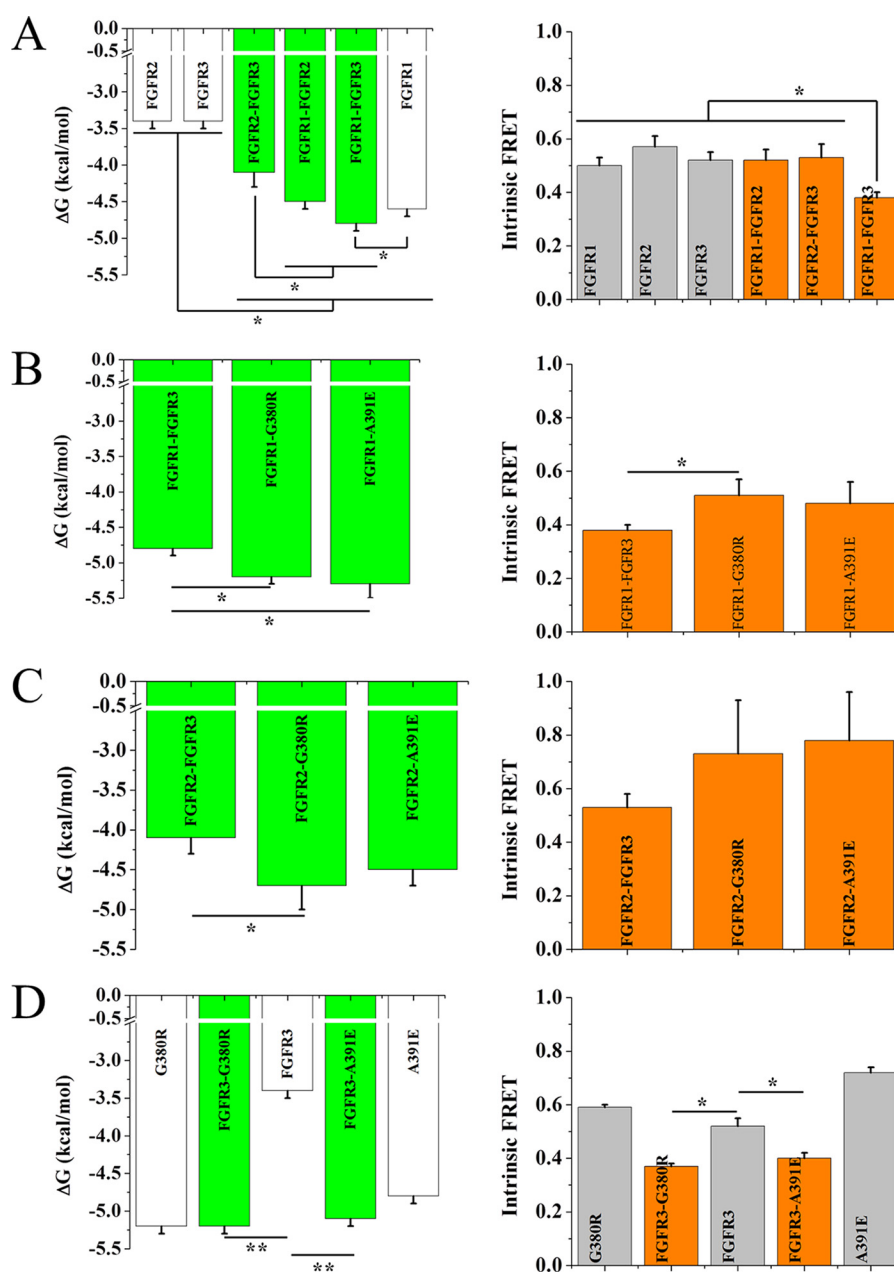 A
0.0
-0.5
-3.0
-3.5
-4.0
-4.5
-5.0
-5.5
ΔG (kcal/mol)
FGFR2
FGFR3
FGFR2-FGFR3
FGFR1-FGFR2
FGFR1-FGFR3
FGFR1
*
*
*
1.0
0.8
0.6
0.4
0.2
0.0
Intrinsic FRET
FGFR1
FGFR2
FGFR3
FGFR1-FGFR2
FGFR2-FGFR3
FGFR1-FGFR3
*
B
0.0
-0.5
-3.0
-3.5
-4.0
-4.5
-5.0
-5.5
ΔG (kcal/mol)
FGFR1-FGFR3
FGFR1-G380R
FGFR1-A391E
*
*
1.0
0.8
0.6
0.4
0.2
0.0
Intrinsic FRET
FGFR1-FGFR3
FGFR1-G380R
FGFR1-A391E
*
C
0.0
-0.5
-3.0
-3.5
-4.0
-4.5
-5.0
-5.5
ΔG (kcal/mol)
FGFR2-FGFR3
FGFR2-G380R
FGFR2-A391E
*
1.0
0.8
0.6
0.4
0.2
0.0
Intrinsic FRET
FGFR2-FGFR3
FGFR2-G380R
FGFR2-A391E
D
0.0
-0.5
-3.0
-3.5
-4.0
-4.5
-5.0
-5.5
ΔG (kcal/mol)
G380R
FGFR3-G380R
FGFR3
FGFR3-A391E
A391E
**
**
1.0
0.8
0.6
0.4
0.2
0.0
Intrinsic FRET
G380R
FGFR3-G380R
FGFR3
FGFR3-A391E
A391E
*
*